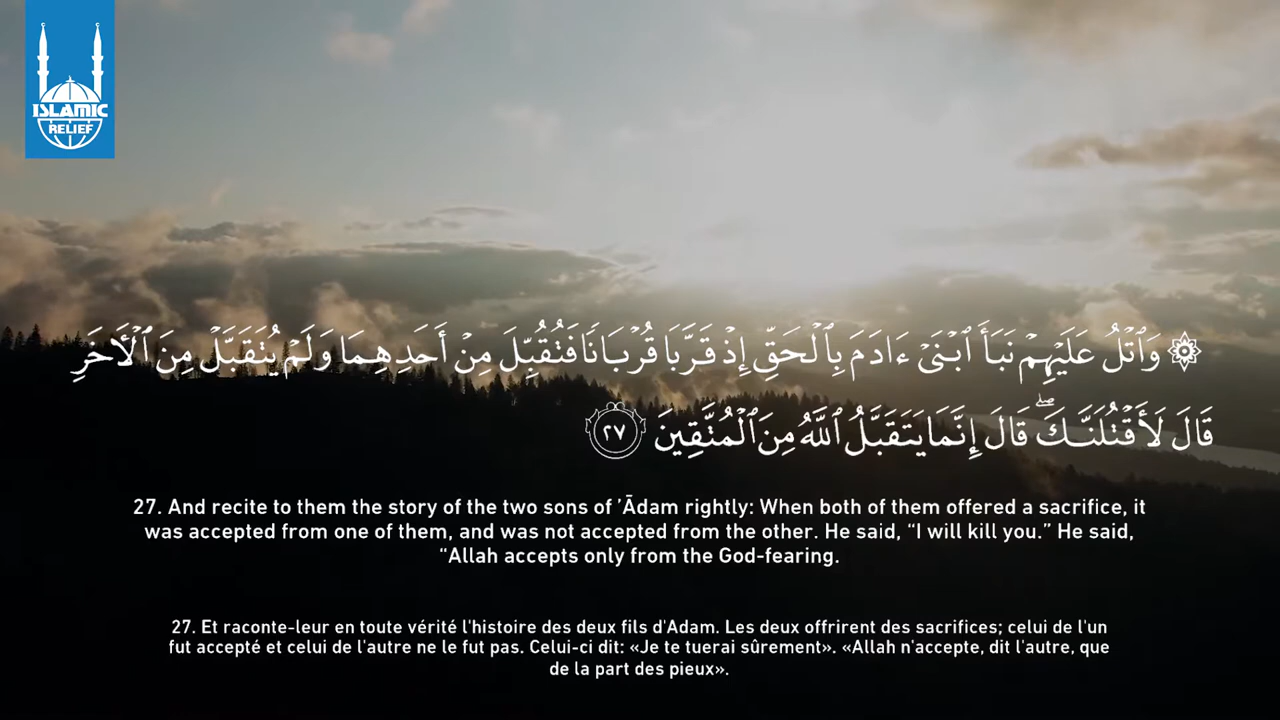 ISLAMIC
RELIEF
۞ وَٱتۡلُ عَلَيۡهِمۡ نَبَأَ ٱبۡنَيۡ ءَادَمَ بِٱلۡحَقِّ إِذۡ قَرَّبَا قُرۡبَانٗا فَتُقُبِّلَ مِنۡ أَحَدِهِمَا وَلَمۡ يُتَقَبَّلۡ مِنَ ٱلۡأٓخَرِ
قَالَ لَأَقۡتُلَنَّكَۖ قَالَ إِنَّمَا يَتَقَبَّلُ ٱللَّهُ مِنَ ٱلۡمُتَّقِينَ ٢٧
27. And recite to them the story of the two sons of ’Ādam rightly: When both of them offered a sacrifice, it
was accepted from one of them, and was not accepted from the other. He said, “I will kill you.” He said,
“Allah accepts only from the God-fearing.
27. Et raconte-leur en toute vérité l'histoire des deux fils d'Adam. Les deux offrirent des sacrifices; celui de l'un
fut accepté et celui de l'autre ne le fut pas. Celui-ci dit: «Je te tuerai sûrement». «Allah n'accepte, dit l'autre, que
de la part des pieux».